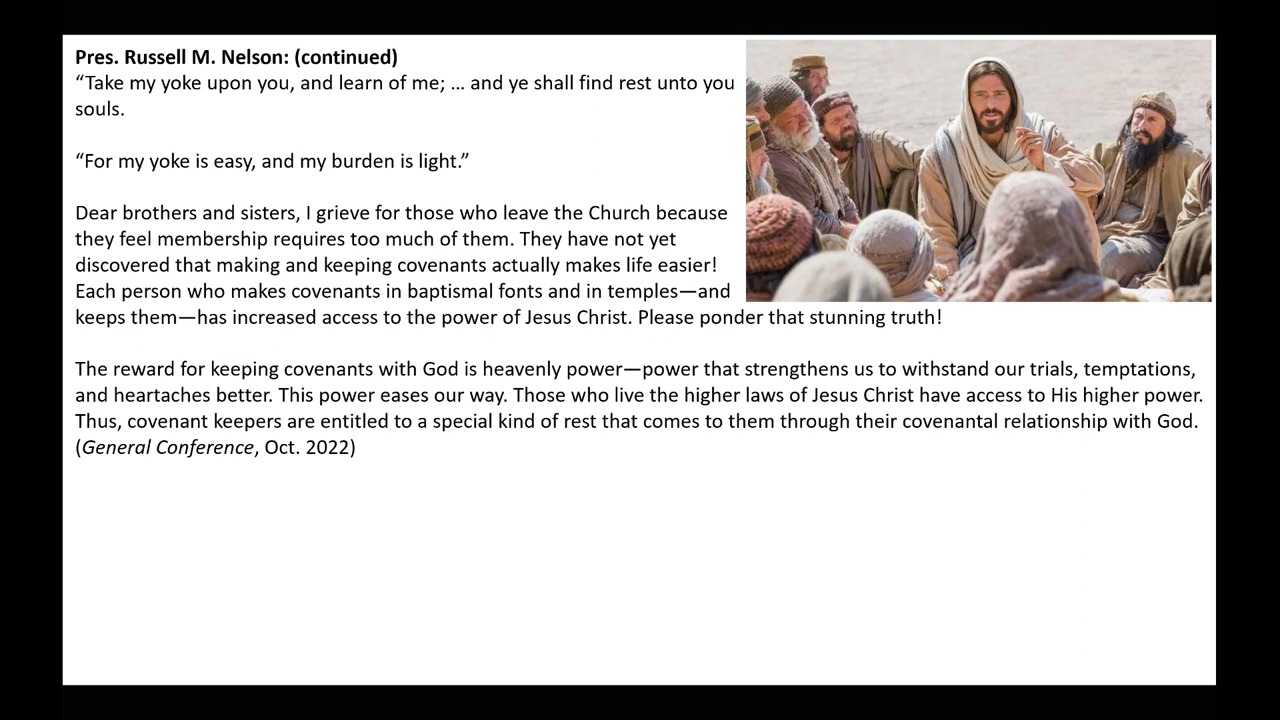 Pres. Russell M. Nelson: (continued)
“Take my yoke upon you, and learn of me; … and ye shall find rest unto you
souls.
“For my yoke is easy, and my burden is light.”
Dear brothers and sisters, I grieve for those who leave the Church because
they feel membership requires too much of them. They have not yet
discovered that making and keeping covenants actually makes life easier!
Each person who makes covenants in baptismal fonts and in temples—and
keeps them—has increased access to the power of Jesus Christ. Please ponder that stunning truth!
The reward for keeping covenants with God is heavenly power—power that strengthens us to withstand our trials, temptations,
and heartaches better. This power eases our way. Those who live the higher laws of Jesus Christ have access to His higher power.
Thus, covenant keepers are entitled to a special kind of rest that comes to them through their covenantal relationship with God.
(General Conference, Oct. 2022)